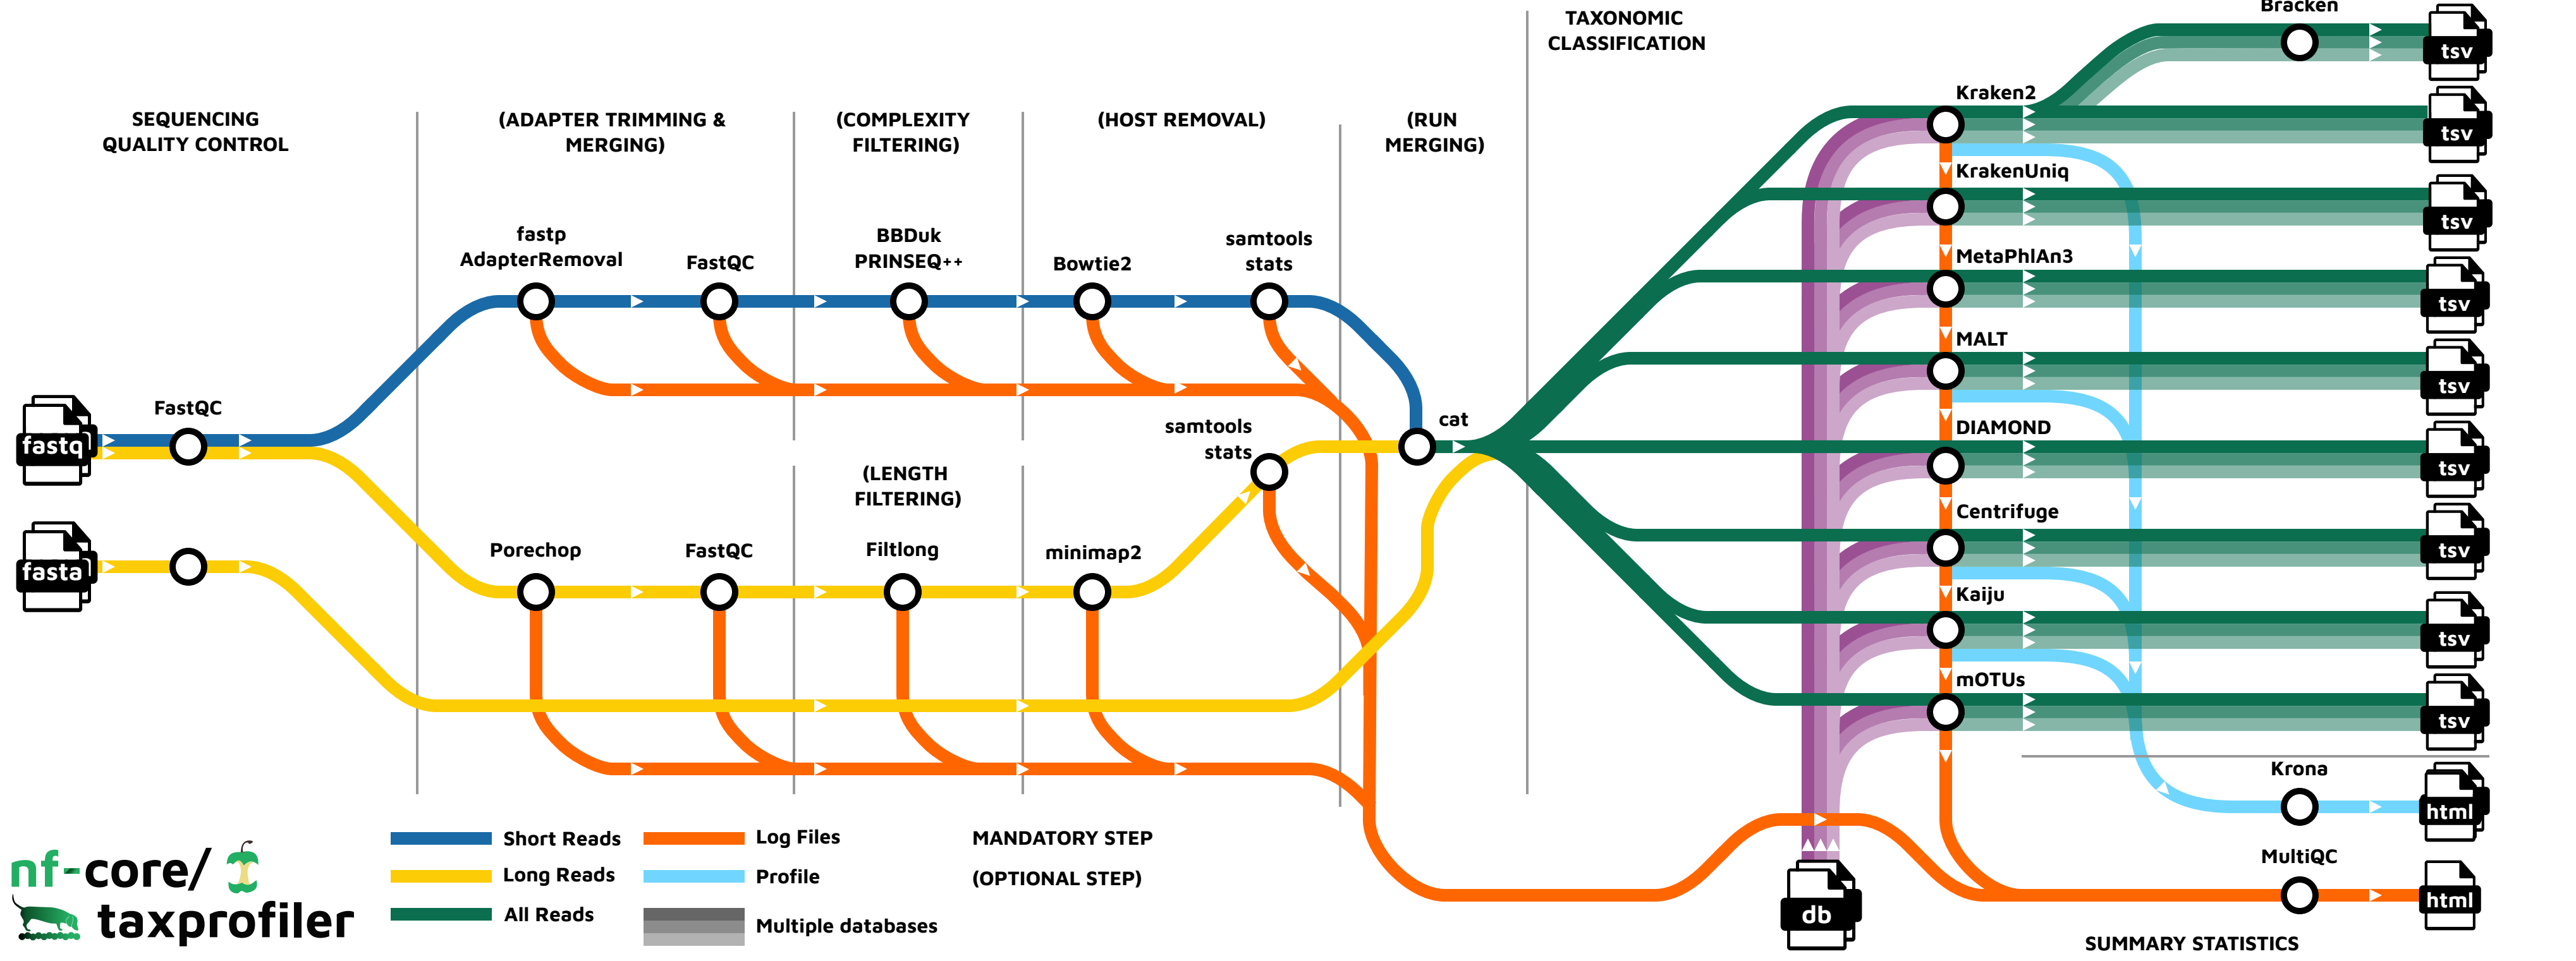 SEQUENCING
QUALITY CONTROL
(ADAPTER TRIMMING &
MERGING)
(COMPLEXITY
FILTERING)
(HOST REMOVAL)
(RUN
MERGING)
TAXONOMIC
CLASSIFICATION
fastq
FastQC
fasta
fastp
AdapterRemoval
FastQC
BBDuk
PRINSEQ++
Bowtie2
samtools
stats
samtools
stats
cat
(LENGTH
FILTERING)
Porechop
FastQC
Filtlong
minimap2
Bracken
tsv
Kraken2
tsv
KrakenUniq
tsv
MetaPhlAn3
tsv
MALT
tsv
DIAMOND
tsv
Centrifuge
tsv
Kaiju
tsv
mOTUs
tsv
Krona
html
MultiQC
html
db
SUMMARY STATISTICS
nf-core/
taxprofiler
Short Reads
Long Reads
All Reads
Log Files
Profile
Multiple databases
MANDATORY STEP
(OPTIONAL STEP)